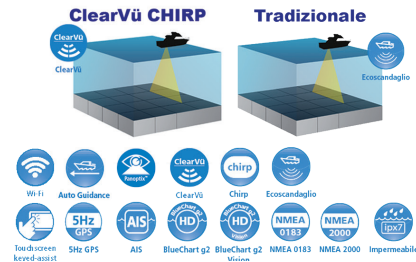 ClearVü CHIRP
Tradizionale
ClearVü
ClearVü
Ecoscandaglio
Panoptix
ClearVü
chirp
Wi-Fi
Auto Guidance
ClearVü
Chirp
Ecoscandaglio
5Hz
GPS
AIS
BlueChart g2
HD
BlueChart g2
HD
Vision
NMEA
0183
NMEA
2000
ipx7
Touchscreen
keyed-assist
5Hz GPS
AIS
BlueChart g2
BlueChart g2
Vision
NMEA 0183
NMEA 2000
Impermeabile